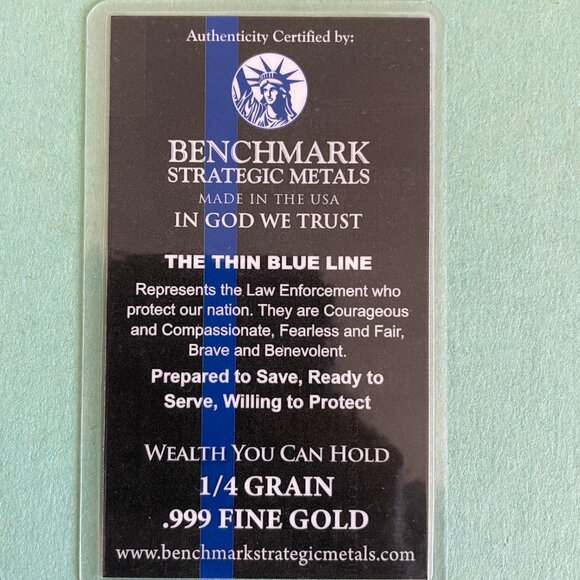 Authenticity Certified by:
BENCHMARK
STRATEGIC METALS
MADE IN THE USA
IN GOD WE TRUST
THE THIN BLUE LINE
Represents the Law Enforcement who
protect our nation. They are Courageous
and Compassionate, Fearless and Fair,
Brave and Benevolent.
Prepared to Save, Ready to
Serve, Willing to Protect
WEALTH YOU CAN HOLD
1/4 GRAIN
.999 FINE GOLD
www.benchmarkstrategicmetals.com